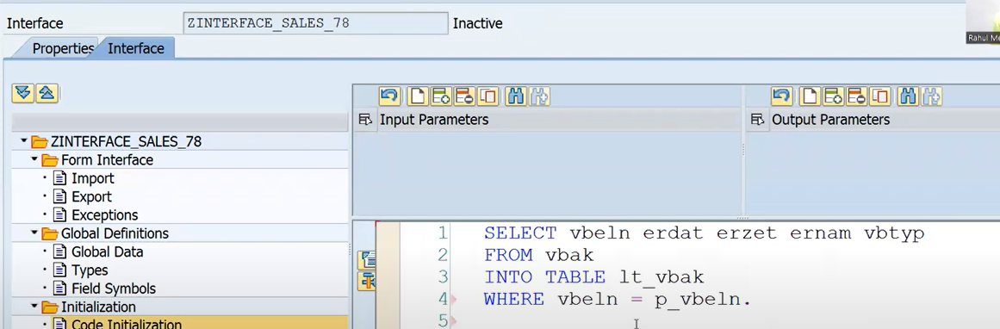 Interface ZINTERFACE_SALES_78 Inactive
Rahul Me
Properties Interface
Input Parameters Output Parameters
ZINTERFACE_SALES_78
Form Interface
Import
Export
Exceptions
Global Definitions
Global Data
Types
Field Symbols
Initialization
Code Initialization
1 SELECT vbeln erdat erzet ernam vbtyp
2 FROM vbak
3 INTO TABLE lt_vbak
4 WHERE vbeln = p_vbeln.
5